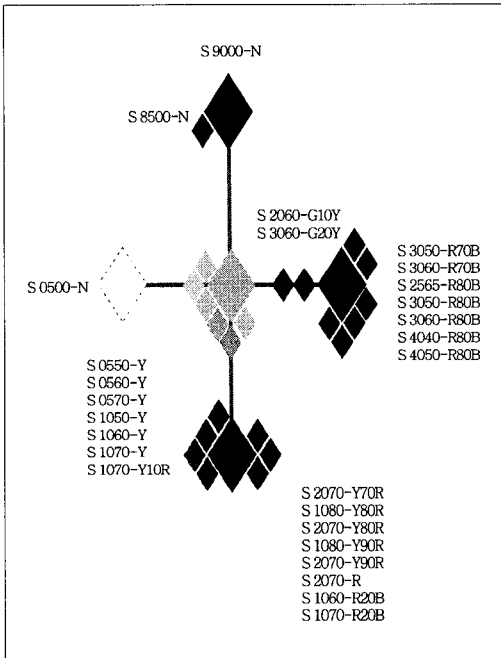 S 9000-N
S 8500-N
S 2060-G10Y
S 3060-G20Y
S 3050-R70B
S 3060-R70B
S 2565-R80B
S 3050-R80B
S 3060-R80B
S 4040-R80B
S 4050-R80B
S 0500-N
S 0550-Y
S 0560-Y
S 0570-Y
S 1050-Y
S 1060-Y
S 1070-Y
S 1070-Y10R
S 2070-Y70R
S 1080-Y80R
S 2070-Y80R
S 1080-Y90R
S 2070-Y90R
S 2070-R
S 1060-R20B
S 1070-R20B